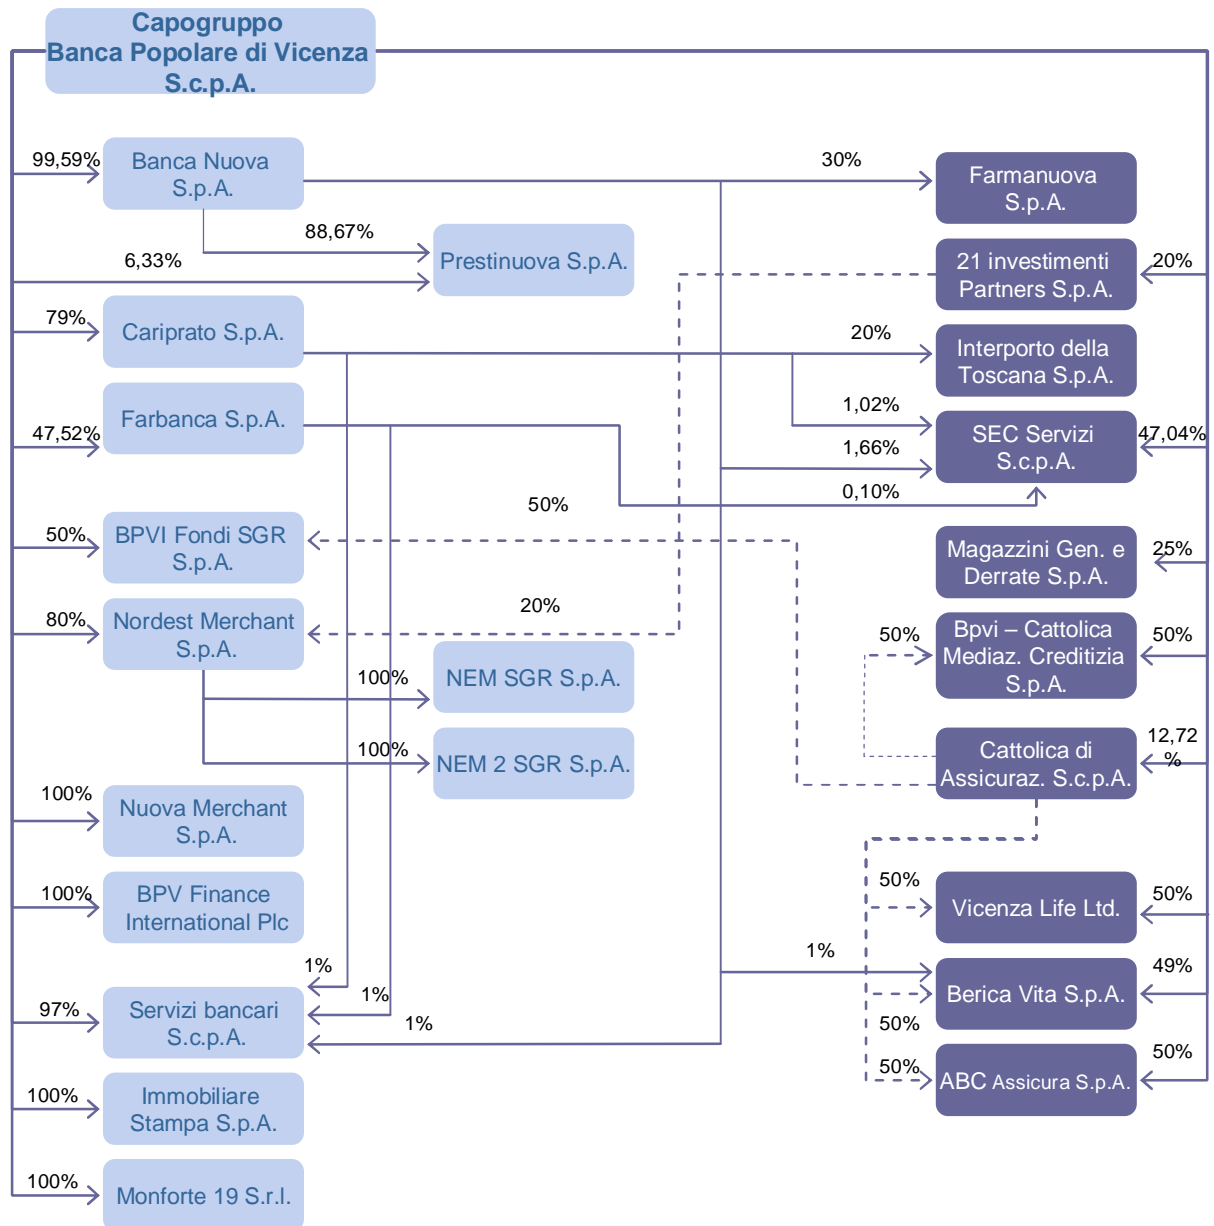 Capogruppo
Banca Popolare di Vicenza
S.c.p.A.
99,59%
Banca Nuova
S.p.A.
30%
Farmanuova
S.p.A.
88,67%
6,33%
Prestinuova S.p.A.
21 investimenti
Partners S.p.A.
20%
79%
Cariprato S.p.A.
20%
Interporto della
Toscana S.p.A.
47,52%
Farbanca S.p.A.
1,02%
1,66%
0,10%
SEC Servizi
S.c.p.A.
47,04%
50%
BPVI Fondi SGR
S.p.A.
50%
Magazzini Gen. e
Derrate S.p.A.
25%
80%
Nordest Merchant
S.p.A.
20%
50%
Bpvi – Cattolica
Mediaz. Creditizia
S.p.A.
50%
100%
NEM SGR S.p.A.
100%
NEM 2 SGR S.p.A.
Cattolica di
Assicuraz. S.c.p.A.
12,72
%
100%
Nuova Merchant
S.p.A.
100%
BPV Finance
International Plc
50%
Vicenza Life Ltd.
50%
1%
1%
1%
97%
Servizi bancari
S.c.p.A.
1%
Berica Vita S.p.A.
49%
50%
50%
ABC Assicura S.p.A.
50%
100%
Immobiliare
Stampa S.p.A.
100%
Monforte 19 S.r.l.